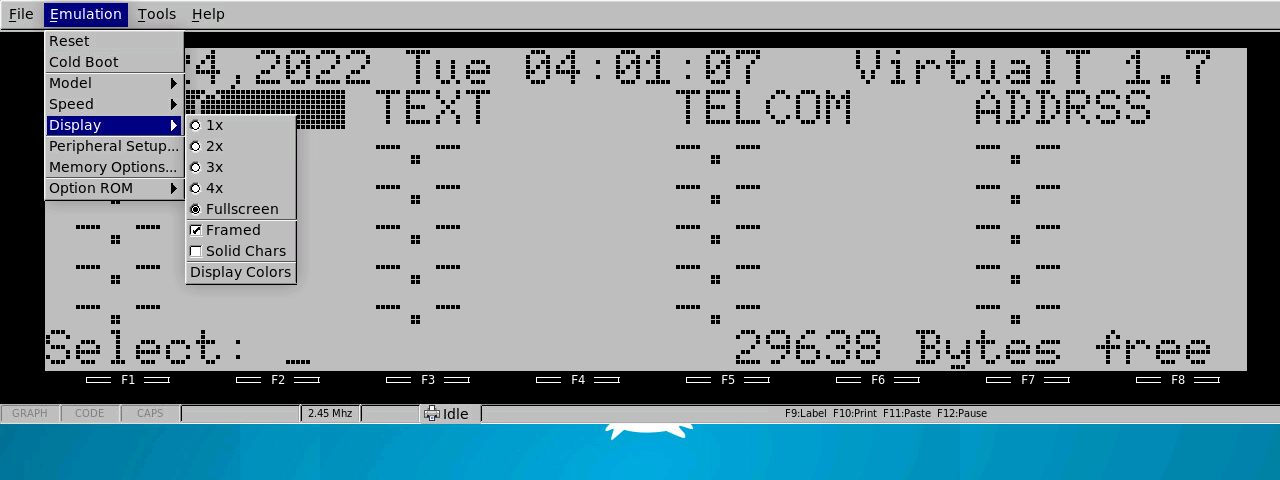 File Emulation Tools Help
Reset
Cold Boot
Model
Speed
Display
Peripheral Setup...
Memory Options...
Option ROM
1x
2x
3x
4x
Fullscreen
Framed
Solid Chars
Display Colors
4,2022 Tue 04:01:07 VirtualT 1.7
TEXT TELCOM ADDRSS
--.-- --.-- --.--
--.-- --.-- --.--
--.-- --.-- --.-- --.--
--.-- --.-- --.-- --.--
--.-- --.-- --.-- --.--
Select: _ 29638 Bytes free
F1 F2 F3 F4 F5 F6 F7 F8
GRAPH CODE CAPS 2.45 Mhz Idle F9:Label F10:Print F11:Paste F12:Pause